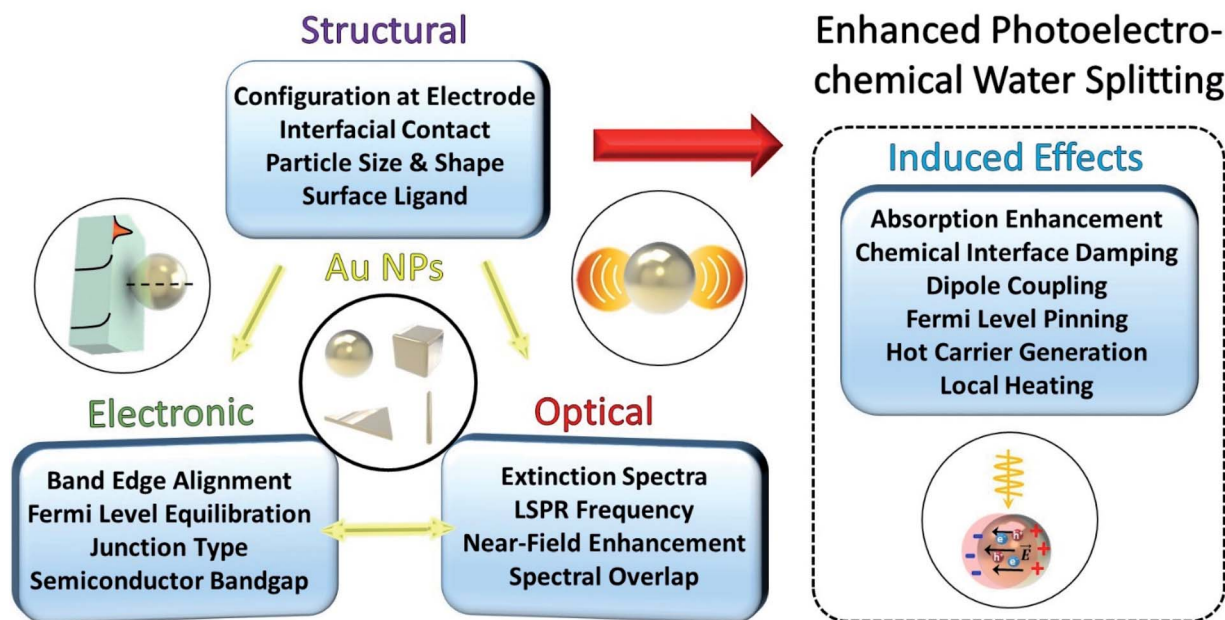 Structural
Configuration at Electrode
Interfacial Contact
Particle Size & Shape
Surface Ligand
Au NPs
Electronic
Band Edge Alignment
Fermi Level Equilibration
Junction Type
Semiconductor Bandgap
Optical
Extinction Spectra
LSPR Frequency
Near-Field Enhancement
Spectral Overlap
Enhanced Photoelectro-
chemical Water Splitting
Induced Effects
Absorption Enhancement
Chemical Interface Damping
Dipole Coupling
Fermi Level Pinning
Hot Carrier Generation
Local Heating
- e h +
- E +
- h e +